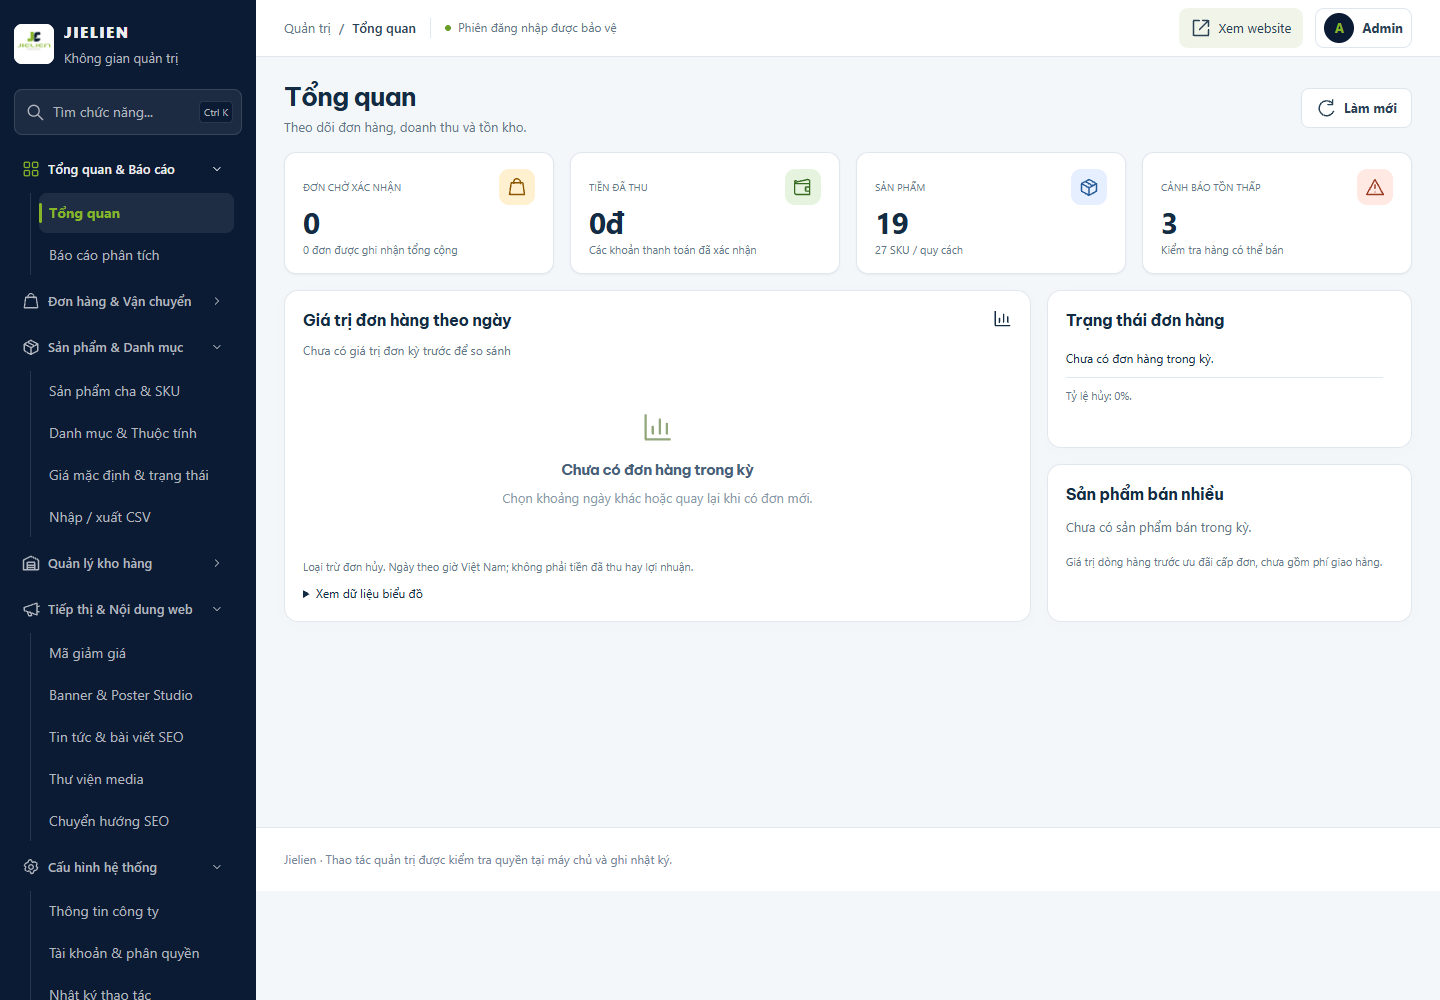 JC
JIELIEN
JIELIEN
Không gian quản trị
Tìm chức năng...
Ctrl K
Tổng quan & Báo cáo
Tổng quan
Báo cáo phân tích
Đơn hàng & Vận chuyển
Sản phẩm & Danh mục
Sản phẩm cha & SKU
Danh mục & Thuộc tính
Giá mặc định & trạng thái
Nhập / xuất CSV
Quản lý kho hàng
Tiếp thị & Nội dung web
Mã giảm giá
Banner & Poster Studio
Tin tức & bài viết SEO
Thư viện media
Chuyển hướng SEO
Cấu hình hệ thống
Thông tin công ty
Tài khoản & phân quyền
Nhật ký thao tác
Quản trị / Tổng quan
Phiên đăng nhập được bảo vệ
Xem website
A
Admin
Tổng quan
Theo dõi đơn hàng, doanh thu và tồn kho.
Làm mới
ĐƠN CHỜ XÁC NHẬN
0
0 đơn được ghi nhận tổng cộng
TIỀN ĐÃ THU
0đ
Các khoản thanh toán đã xác nhận
SẢN PHẨM
19
27 SKU / quy cách
CẢNH BÁO TỒN THẤP
3
Kiểm tra hàng có thể bán
Giá trị đơn hàng theo ngày
Chưa có giá trị đơn kỳ trước để so sánh
Chưa có đơn hàng trong kỳ
Chọn khoảng ngày khác hoặc quay lại khi có đơn mới.
Loại trừ đơn hủy. Ngày theo giờ Việt Nam; không phải tiền đã thu hay lợi nhuận.
Xem dữ liệu biểu đồ
Trạng thái đơn hàng
Chưa có đơn hàng trong kỳ.
Tỷ lệ hủy: 0%.
Sản phẩm bán nhiều
Chưa có sản phẩm bán trong kỳ.
Giá trị dòng hàng trước ưu đãi cấp đơn, chưa gồm phí giao hàng.
Jielien · Thao tác quản trị được kiểm tra quyền tại máy chủ và ghi nhật ký.